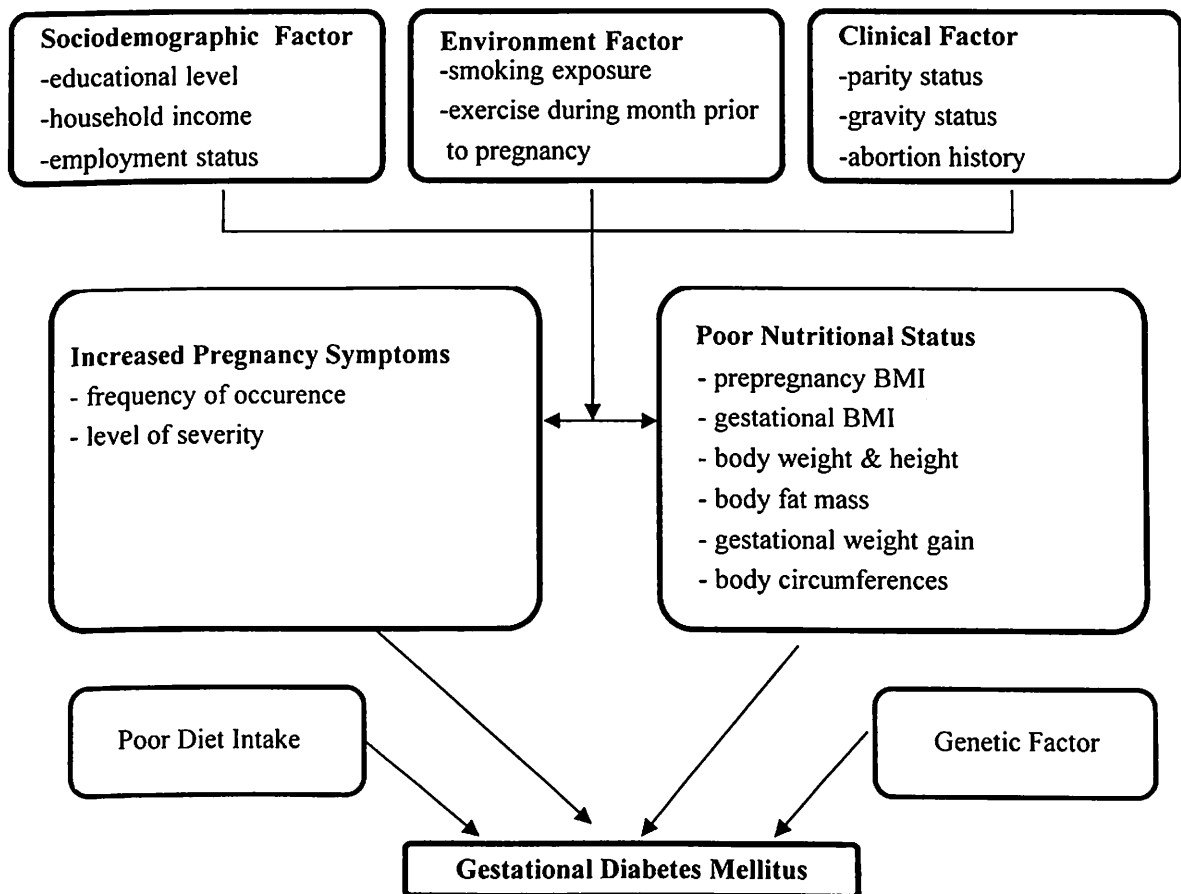 Sociodemographic Factor
-educational level
-household income
-employment status
Environment Factor
-smoking exposure
-exercise during month prior
to pregnancy
Clinical Factor
-parity status
-gravity status
-abortion history
Increased Pregnancy Symptoms
- frequency of occurence
- level of severity
Poor Nutritional Status
- prepregnancy BMI
- gestational BMI
- body weight & height
- body fat mass
- gestational weight gain
- body circumferences
Poor Diet Intake
Genetic Factor
Gestational Diabetes Mellitus